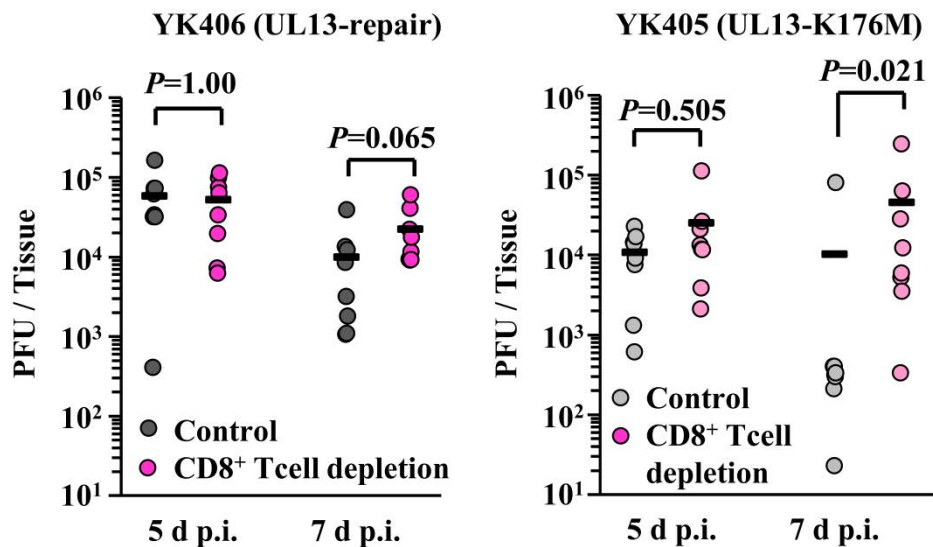 YK406 (UL13-repair)
P=1.00
P=0.065
10⁶
10⁵
10⁴
10³
10²
10¹
PFU / Tissue
Control
CD8⁺ Tcell depletion
5 d p.i.
7 d p.i.
YK405 (UL13-K176M)
P=0.505
P=0.021
10⁶
10⁵
10⁴
10³
10²
10¹
PFU / Tissue
Control
CD8⁺ Tcell
depletion
5 d p.i.
7 d p.i.